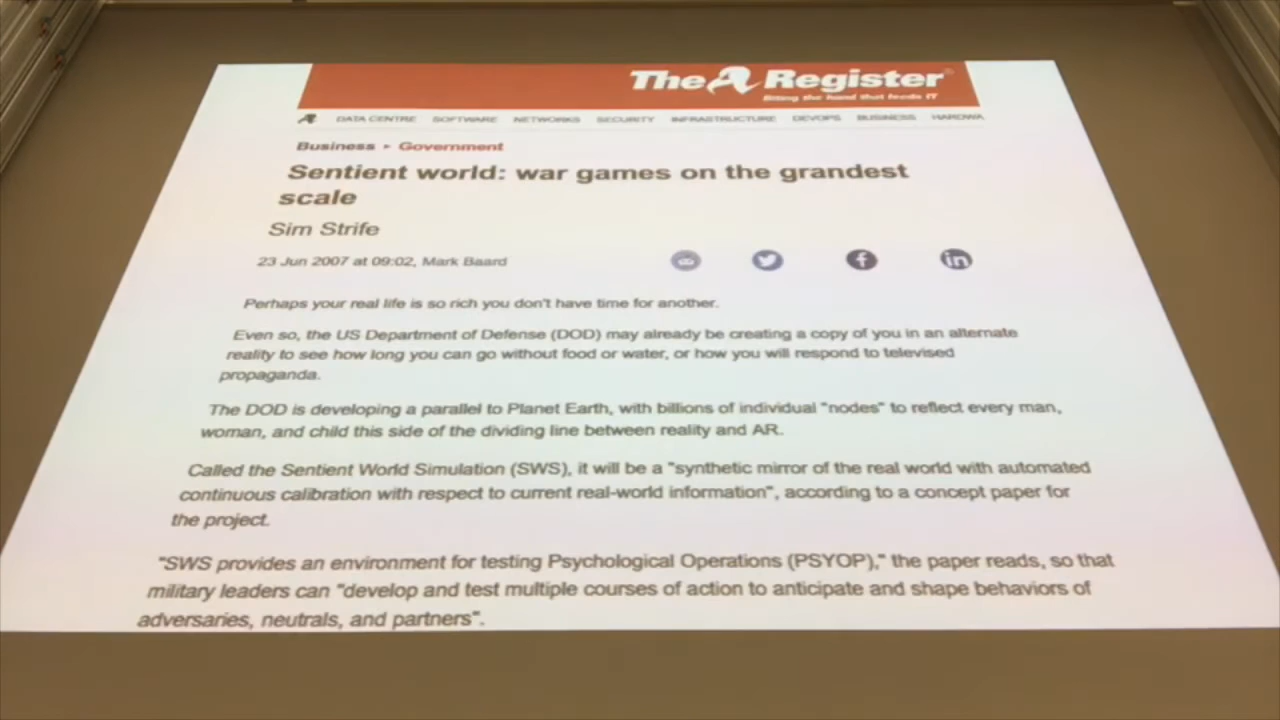 The Register®
Biting the hand that feeds IT
DATA CENTRE SOFTWARE NETWORKS SECURITY INFRASTRUCTURE DEVOPS BUSINESS HARDWA
Business ▸ Government
Sentient world: war games on the grandest
scale
Sim Strife
23 Jun 2007 at 09:02, Mark Baard
Perhaps your real life is so rich you don't have time for another.
Even so, the US Department of Defense (DOD) may already be creating a copy of you in an alternate
reality to see how long you can go without food or water, or how you will respond to televised
propaganda.
The DOD is developing a parallel to Planet Earth, with billions of individual "nodes" to reflect every man,
woman, and child this side of the dividing line between reality and AR.
Called the Sentient World Simulation (SWS), it will be a "synthetic mirror of the real world with automated
continuous calibration with respect to current real-world information", according to a concept paper for
the project.
"SWS provides an environment for testing Psychological Operations (PSYOP)," the paper reads, so that
military leaders can "develop and test multiple courses of action to anticipate and shape behaviors of
adversaries, neutrals, and partners".